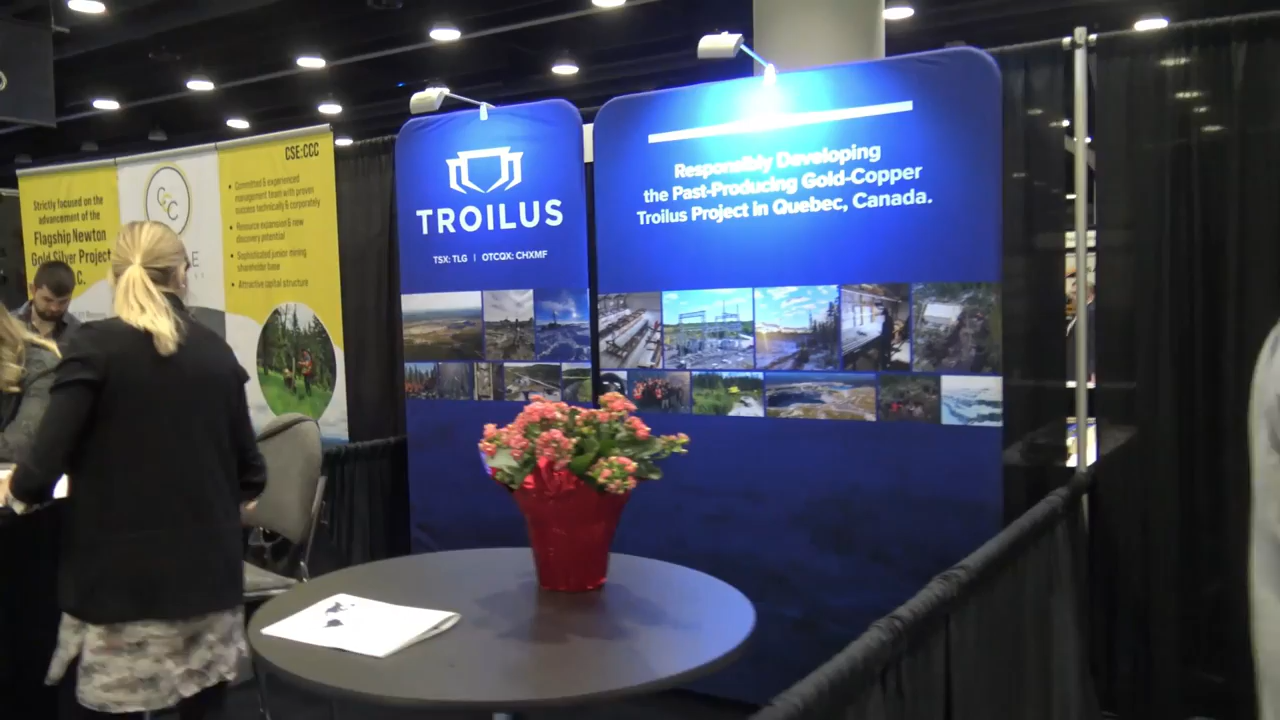 Strictly focused on the
advancement of the
Flagship Newton
Gold Silver Project
C.
CSE:CCC
• Committed & experienced
management team with proven
success technically & corporately
• Resource expansion & new
discovery potential
• Sophisticated junior mining
shareholder base
• Attractive capital structure
TROILUS
TSX: TLG | OTCQX: CHXMF
Responsibly Developing
the Past-Producing Gold-Copper
Troilus Project in Quebec, Canada.